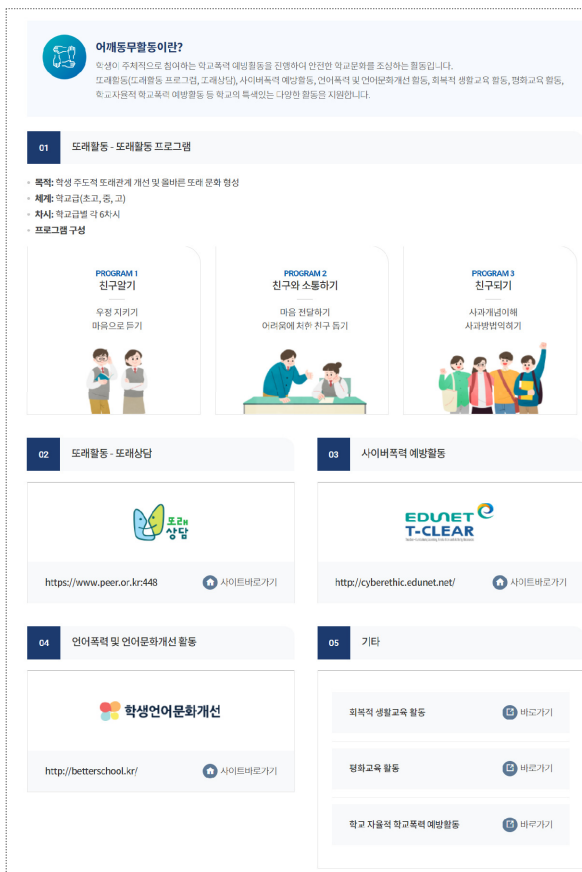 어깨동무활동이란?
학생이 주체적으로 참여하는 학교폭력 예방활동을 진행하여 안전한 학교문화를 조성하는 활동입니다.
또래활동(또래활동 프로그램, 또래상담), 사이버폭력 예방활동, 언어폭력 및 언어문화개선 활동, 회복적 생활교육 활동, 평화교육 활동,
학교자율적 학교폭력 예방활동 등 학교의 특색있는 다양한 활동을 지원합니다.
01 또래활동 - 또래활동 프로그램
목적: 학생 주도적 또래관계 개선 및 올바른 또래 문화 형성
체계: 학교급(초고, 중, 고)
차시: 학교급별 각 6차시
프로그램 구성
PROGRAM 1
친구알기
우정 지키기
마음으로 듣기
PROGRAM 2
친구와 소통하기
마음 전달하기
어려움에 처한 친구 돕기
PROGRAM 3
친구되기
사과개념이해
사과방법익히기
02 또래활동 - 또래상담
또래
상담
https://www.peer.or.kr:448 사이트바로가기
03 사이버폭력 예방활동
EDUNET
T-CLEAR
http://cyberethic.edunet.net/ 사이트바로가기
04 언어폭력 및 언어문화개선 활동
학생언어문화개선
http://betterschool.kr/ 사이트바로가기
05 기타
회복적 생활교육 활동 바로가기
평화교육 활동 바로가기
학교 자율적 학교폭력 예방활동 바로가기